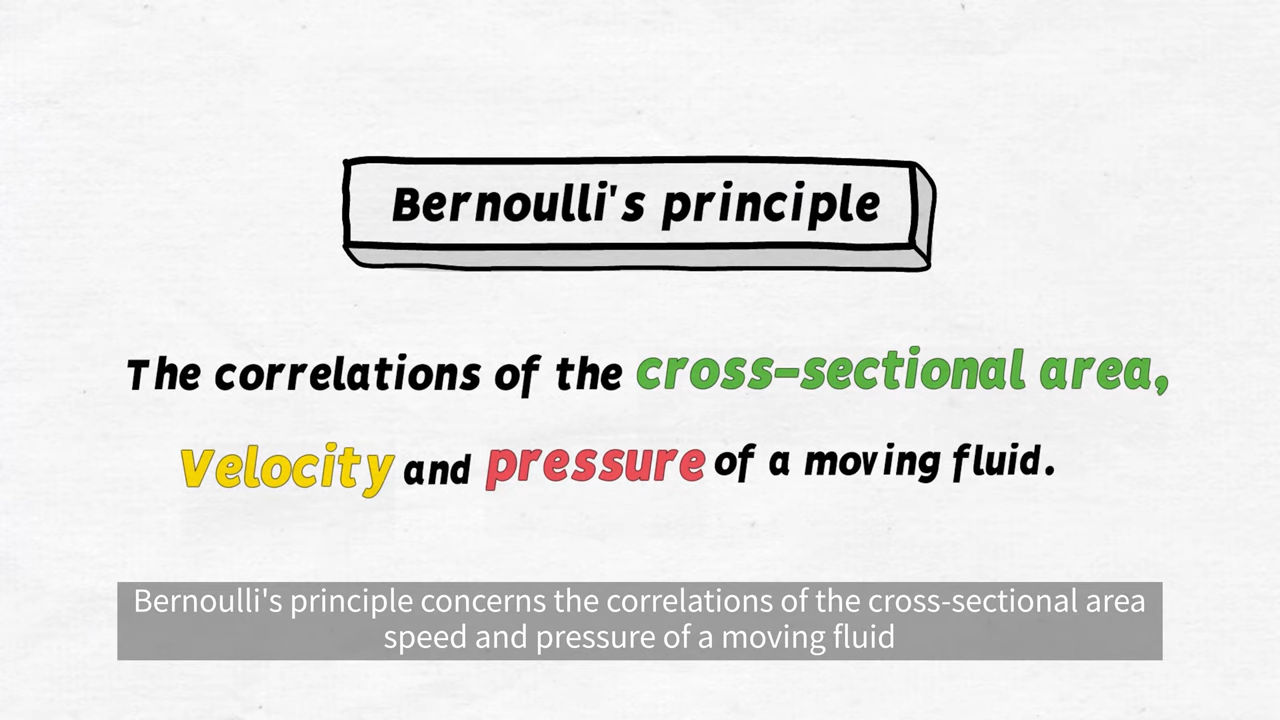 Bernoulli's principle
The correlations of the cross-sectional area,
Velocity and pressure of a moving fluid.
Bernoulli's principle concerns the correlations of the cross-sectional area
speed and pressure of a moving fluid